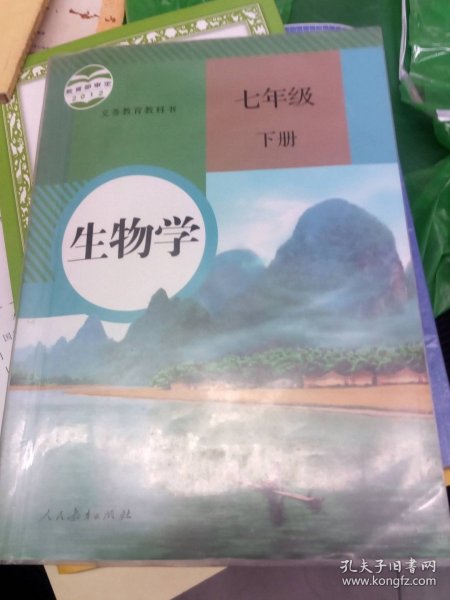 教育部审定
2012
义务教育教科书
七年级
下册
生物学
人民教育出版社
孔夫子旧书网
www.kongfz.com